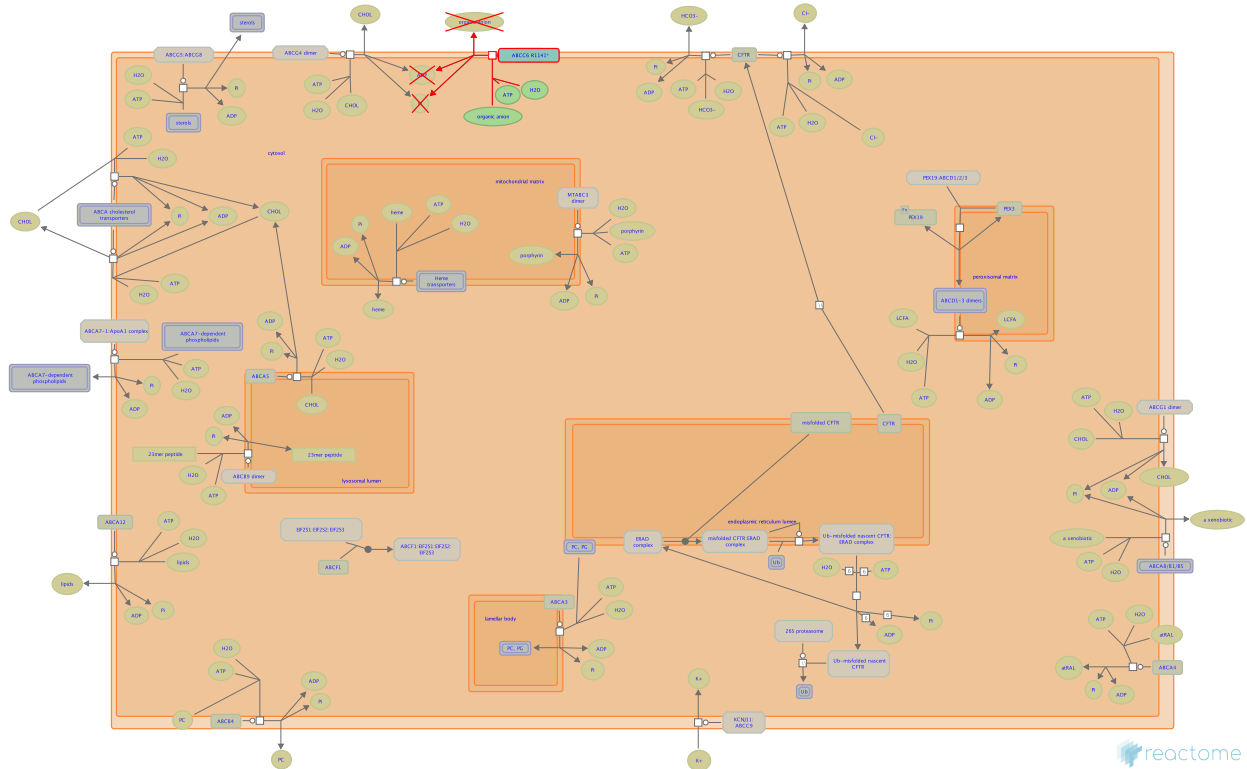 CHOL
organic anion
HCO3-
Cl-
sterols
ABCG5:ABCG8
ABCG4 dimer
ABCC6 R1141*
CFTR
H2O
ATP
Pi
ADP
sterols
ATP
H2O
CHOL
ATP
H2O
organic anion
Pi
ADP
ATP
H2O
HCO3-
Pi
ADP
ATP
H2O
Cl-
cytosol
ATP
H2O
CHOL
ABCA cholesterol
transporters
Pi
ADP
CHOL
ATP
H2O
mitochondrial matrix
MTABC3
dimer
Pi
heme
ATP
H2O
ADP
Heme
transporters
heme
H2O
porphyrin
ATP
porphyrin
ADP
Pi
PEX19:ABCD1/2/3
PEX19
PEX3
peroxisomal matrix
ABCD1-3 dimers
LCFA
LCFA
H2O
Pi
ATP
ADP
ABCA7-1:ApoA1 complex
ABCA7-dependent
phospholipids
ATP
H2O
ABCA7-dependent
phospholipids
Pi
ADP
ADP
Pi
ATP
H2O
ABCA5
CHOL
ADP
Pi
23mer peptide
23mer peptide
H2O
ATP
ABCB9 dimer
lysosomal lumen
misfolded CFTR
CFTR
endoplasmic reticulum lumen
ERAD
complex
misfolded CFTR:ERAD
complex
Ub-misfolded nascent CFTR:
ERAD complex
Ub
H2O
6
6
ATP
6
6
Pi
ADP
26S proteasome
Ub-misfolded nascent
CFTR
Ub
ATP
H2O
ABCG1 dimer
CHOL
CHOL
Pi
ADP
a xenobiotic
a xenobiotic
ATP
H2O
ABCA8/B1/B5
ABCA12
ATP
H2O
lipids
lipids
ADP
Pi
EIF2S1:EIF2S2:EIF2S3
ABCF1
ABCF1:EIF2S1:EIF2S2:
EIF2S3
PC, PG
ABCA3
lamellar body
ATP
H2O
PC, PG
ADP
Pi
ATP
H2O
atRAL
atRAL
ABCA4
Pi
ADP
H2O
ATP
PC
ABCB4
ADP
Pi
PC
K+
KCNJ11:
ABCC9
K+
reactome